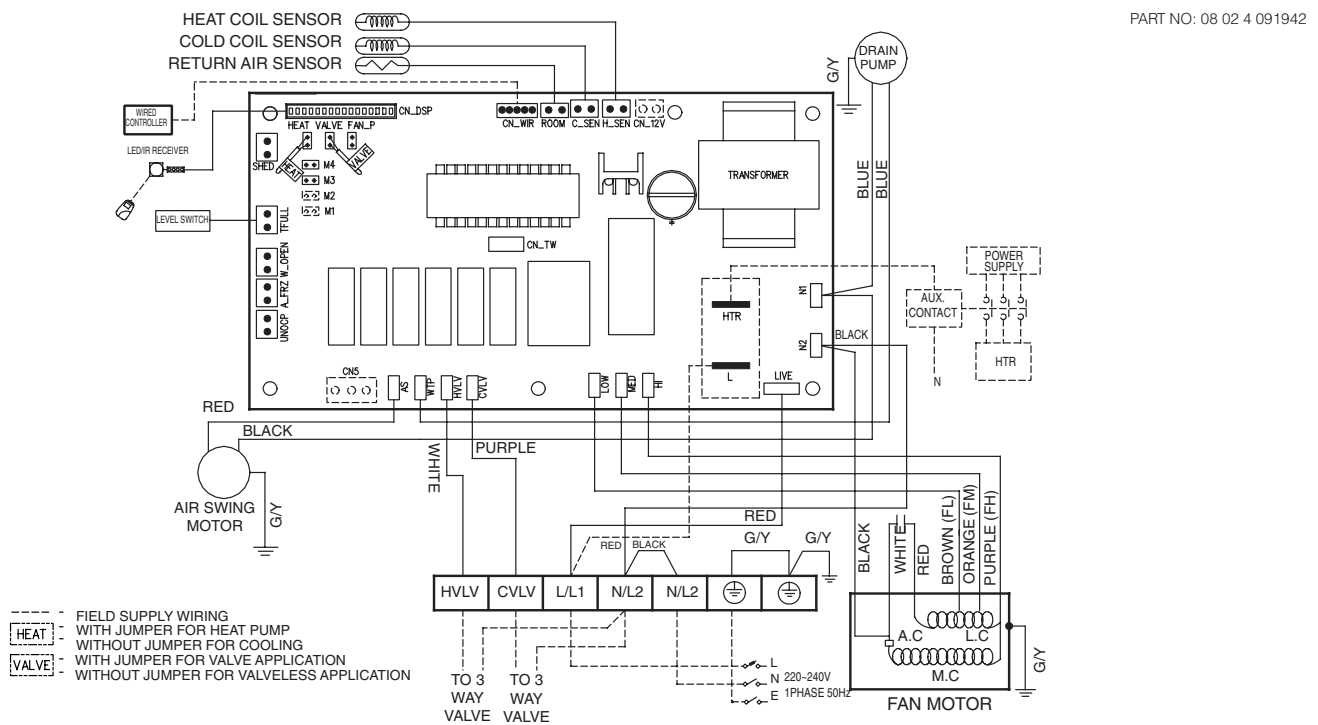 HEAT COIL SENSOR
COLD COIL SENSOR
RETURN AIR SENSOR
PART NO: 08 02 4 091942
DRAIN
PUMP
G/Y
WIRED
CONTROLLER
LED/IR RECEIVER
LEVEL SWITCH
CN_DSP
HEAT VALVE FAN_P
CN_WIR ROOM C_SEN H_SEN CN_12V
SHED
HEAT
VALVE
M4
M3
M2
M1
TFULL
W_OPEN
A_FRZ
UNOCP
CN_TW
TRANSFORMER
BLUE
BLUE
POWER
SUPPLY
AUX.
CONTACT
HTR
N
HTR
L
N1
N2
BLACK
LIVE
CN5
AS
WTP
HVLV
CVLV
LOW
MED
HI
RED
BLACK
WHITE
PURPLE
AIR SWING
MOTOR
G/Y
RED
RED
BLACK
G/Y
G/Y
BLACK
WHITE
RED
BROWN (FL)
ORANGE (FM)
PURPLE (FH)
HVLV
CVLV
L/L1
N/L2
N/L2
A.C
L.C
M.C
G/Y
FAN MOTOR
- FIELD SUPPLY WIRING
HEAT - WITH JUMPER FOR HEAT PUMP
- WITHOUT JUMPER FOR COOLING
VALVE - WITH JUMPER FOR VALVE APPLICATION
- WITHOUT JUMPER FOR VALVELESS APPLICATION
TO 3
WAY
VALVE
TO 3
WAY
VALVE
L
N 220~240V
E 1PHASE 50Hz